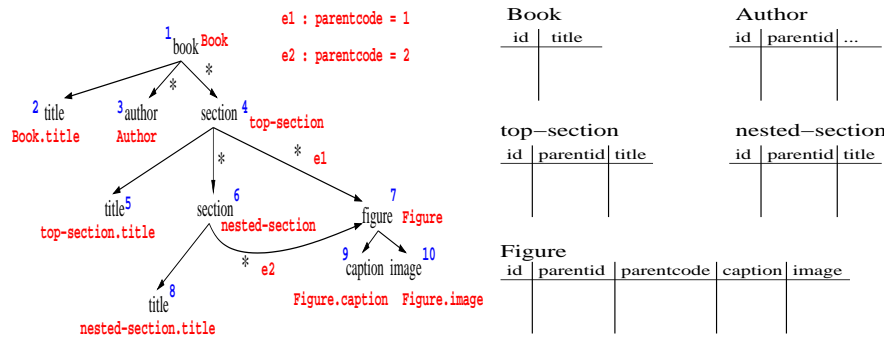 e1 : parentcode = 1
e2 : parentcode = 2
1 book Book
*
*
2 title
Book.title
3 author
Author
section 4
top-section
*
* e1
title 5
top-section.title
section 6
nested-section
7
figure Figure
* e2
title 8
nested-section.title
9 10
caption image
Figure.caption Figure.image
Book
id title
Author
id parentid ...
top-section
id parentid title
nested-section
id parentid title
Figure
id parentid parentcode caption image